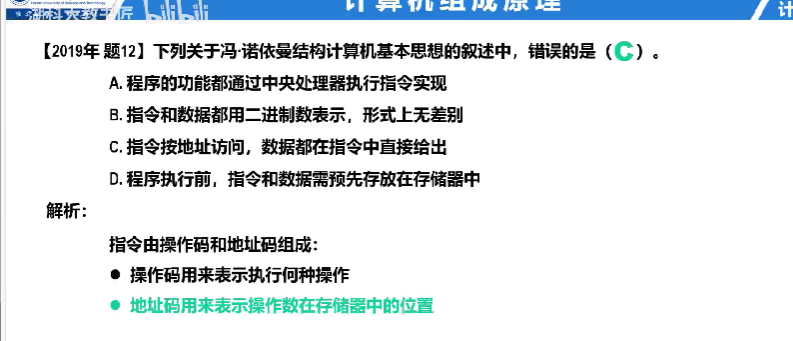 计算机组成原理
计
bilibili
【2019年 题12】下列关于冯·诺依曼结构计算机基本思想的叙述中，错误的是（C）。
A. 程序的功能都通过中央处理器执行指令实现
B. 指令和数据都用二进制数表示，形式上无差别
C. 指令按地址访问，数据都在指令中直接给出
D. 程序执行前，指令和数据需预先存放在存储器中
解析：
指令由操作码和地址码组成：
● 操作码用来表示执行何种操作
● 地址码用来表示操作数在存储器中的位置